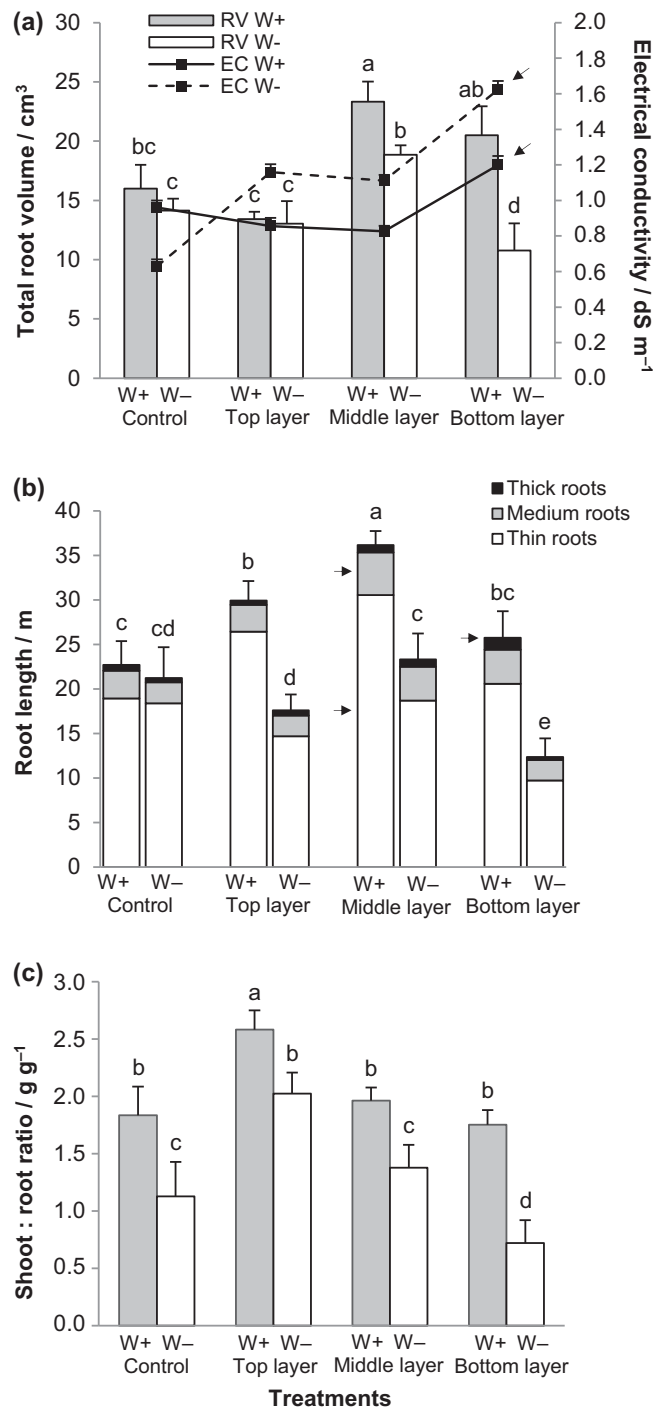 (a)
RV W+
RV W-
EC W+
EC W-
Total root volume / cm³
30
25
20
15
10
5
0
Electrical conductivity / dS m⁻¹
2.0
1.8
1.6
1.4
1.2
1.0
0.8
0.6
0.4
0.2
0.0
bc c c c a b ab d
W+ W– W+ W– W+ W– W+ W–
Control Top layer Middle layer Bottom layer
(b)
Thick roots
Medium roots
Thin roots
Root length / m
40
35
30
25
20
15
10
5
0
c cd b d a c bc e
W+ W– W+ W– W+ W– W+ W–
Control Top layer Middle layer Bottom layer
(c)
Shoot : root ratio / g g⁻¹
3.0
2.5
2.0
1.5
1.0
0.5
0.0
b c a b b c b d
W+ W– W+ W– W+ W– W+ W–
Control Top layer Middle layer Bottom layer
Treatments